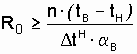 R₀ ≥ n·(t_B − t_H) / Δt^H·α_B